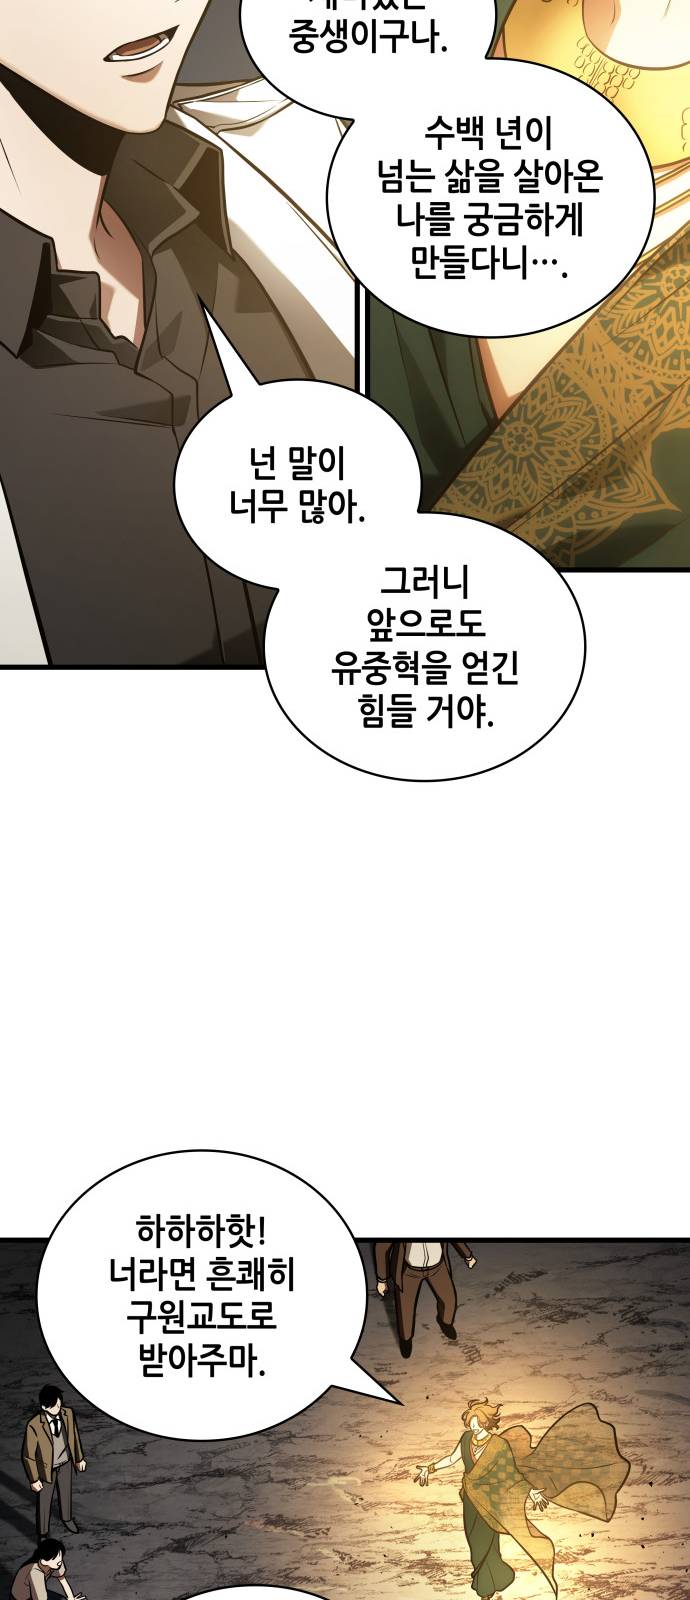 중생이구나.
수백 년이
넘는 삶을 살아온
나를 궁금하게
만들다니….
넌 말이
너무 많아.
그러니
앞으로도
유중혁을 얻긴
힘들 거야.
하하하핫!
너라면 흔쾌히
구원교도로
받아주마.